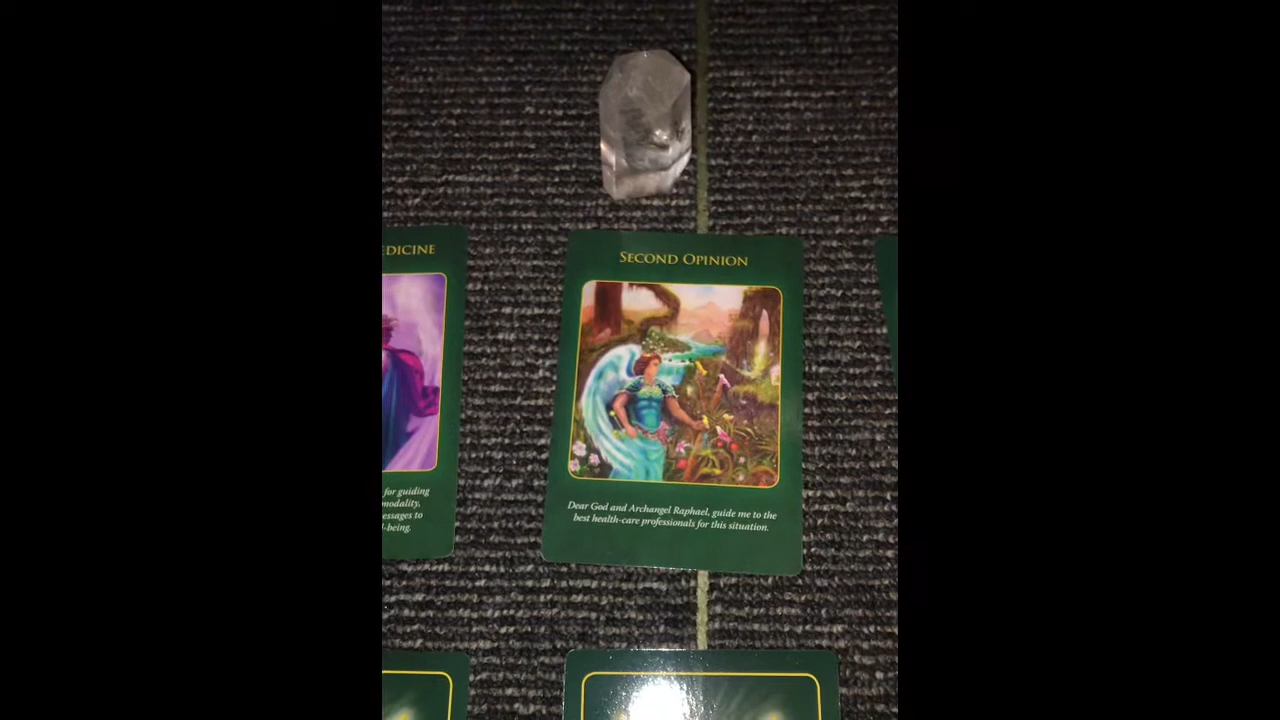 EDICINE
for guiding
modality,
essages to
-being.
SECOND OPINION
Dear God and Archangel Raphael, guide me to the
best health-care professionals for this situation.